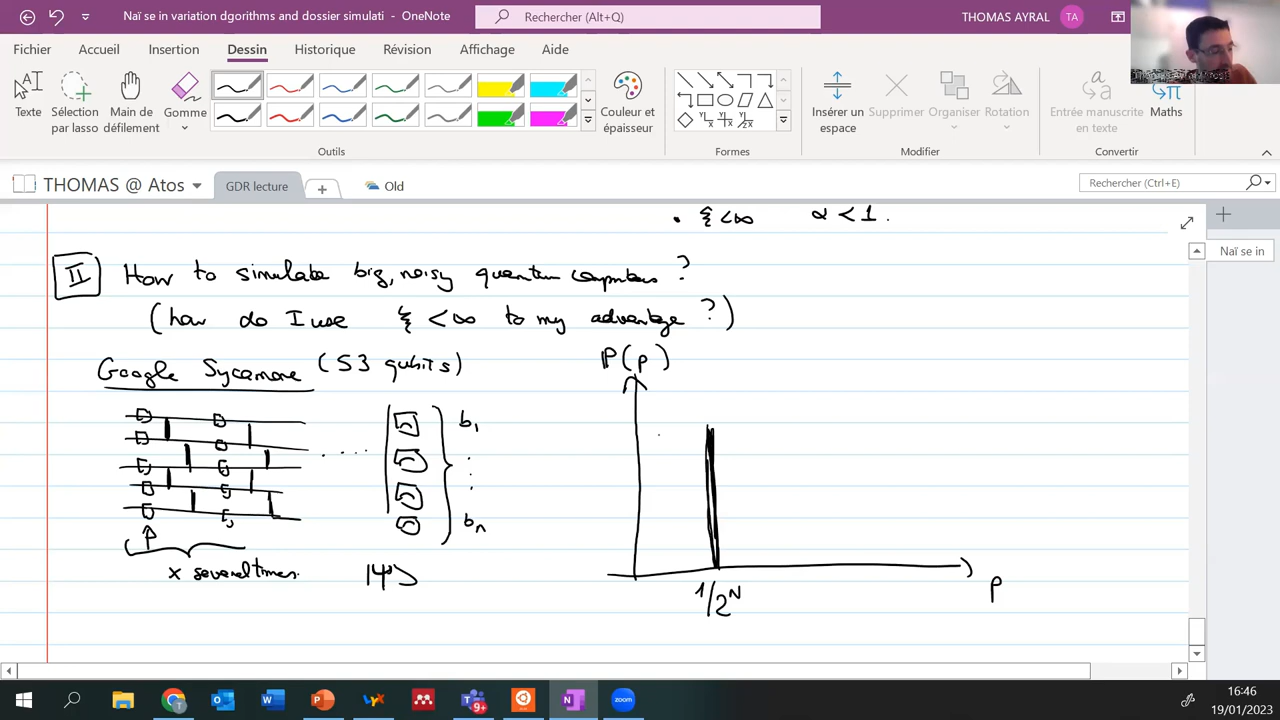 Naï se in variation dgorithms and dossier simulati - OneNote
Rechercher (Alt+Q)
THOMAS AYRAL
TA
Fichier Accueil Insertion Dessin Historique Révision Affichage Aide
Texte
Sélection par lasso
Main de défilement
Gomme
Couleur et épaisseur
Insérer un espace
Supprimer
Organiser
Rotation
Entrée manuscrite en texte
Maths
Outils
Formes
Modifier
Convertir
THOMAS @ Atos
GDR lecture
Old
Rechercher (Ctrl+E)
Naï se in
• ξ < ∞ α < 1.
II How to simulate big, noisy quantum computers ?
(how do I use ξ < ∞ to my advantage ?)
Google Sycamore (53 qubits)
P(p)
b1
bn
x several times.
|Ψ>
1/2^N
p
9+
zoom
16:46
19/01/2023